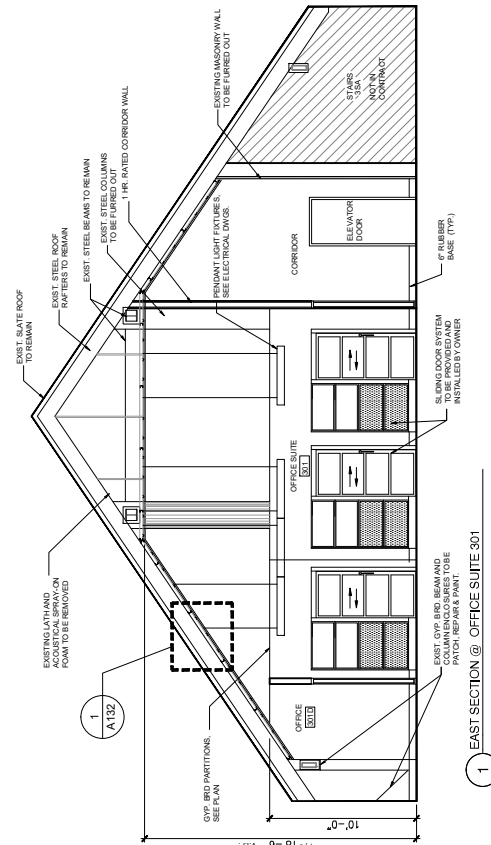 EXIST. SLATE ROOF
TO REMAIN
EXIST. STEEL ROOF
RAFTERS TO REMAIN
EXIST. STEEL BEAMS TO REMAIN
EXIST. STEEL COLUMNS
TO BE FURRED OUT
1 HR. RATED CORRIDOR WALL
EXISTING MASONRY WALL
TO BE FURRED OUT
EXISTING LATH AND
ACOUSTICAL SPRAY-ON
FOAM TO BE REMOVED
1
A132
GYP. BRD PARTITIONS,
SEE PLAN
PENDANT LIGHT FIXTURES,
SEE ELECTRICAL DWGS.
STAIRS
"3SA"
NOT IN
CONTRACT
OFFICE
301D
OFFICE SUITE
301
CORRIDOR
ELEVATOR
DOOR
10'-0"
EXIST. GYP. BRD. BEAM AND
COLUMN ENCLOSURES TO BE
PATCH, REPAIR & PAINT.
SLIDING DOOR SYSTEM
TO BE PROVIDED AND
INSTALLED BY OWNER
6" RUBBER
BASE (TYP.)
1
EAST SECTION @ OFFICE SUITE 301